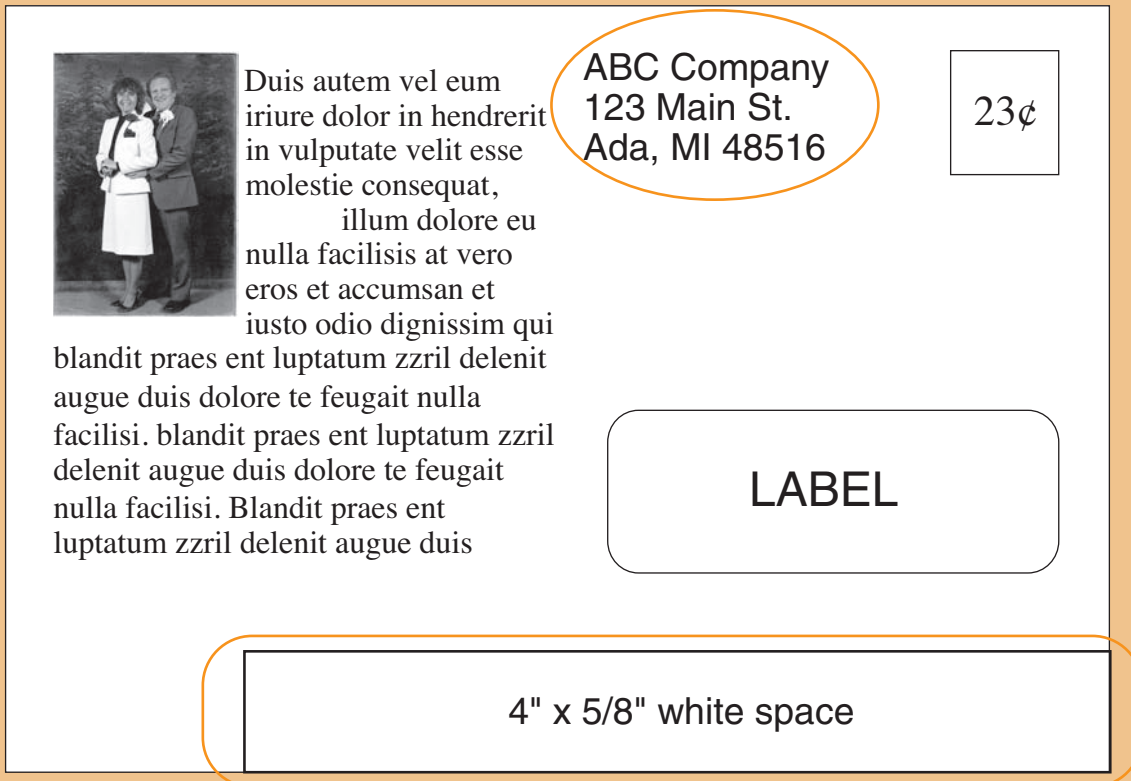 Duis autem vel eum
iriure dolor in hendrerit
in vulputate velit esse
molestie consequat,
illum dolore eu
nulla facilisis at vero
eros et accumsan et
iusto odio dignissim qui
blandit praes ent luptatum zzril delenit
augue duis dolore te feugait nulla
facilisi. blandit praes ent luptatum zzril
delenit augue duis dolore te feugait
nulla facilisi. Blandit praes ent
luptatum zzril delenit augue duis
ABC Company
123 Main St.
Ada, MI 48516
23¢
LABEL
4" x 5/8" white space